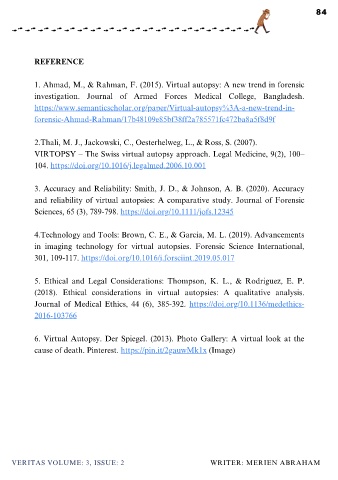 84
REFERENCE
1. Ahmad, M., & Rahman, F. (2015). Virtual autopsy: A new trend in forensic
investigation. Journal of Armed Forces Medical College, Bangladesh.
https://www.semanticscholar.org/paper/Virtual-autopsy%3A-a-new-trend-in-
forensic-Ahmad-Rahman/17b48109e85bf38ff2a785571fc472ba8a5f8d9f
2.Thali, M. J., Jackowski, C., Oesterhelweg, L., & Ross, S. (2007).
VIRTOPSY – The Swiss virtual autopsy approach. Legal Medicine, 9(2), 100–
104. https://doi.org/10.1016/j.legalmed.2006.10.001
3. Accuracy and Reliability: Smith, J. D., & Johnson, A. B. (2020). Accuracy
and reliability of virtual autopsies: A comparative study. Journal of Forensic
Sciences, 65 (3), 789-798. https://doi.org/10.1111/jofs.12345
4.Technology and Tools: Brown, C. E., & Garcia, M. L. (2019). Advancements
in imaging technology for virtual autopsies. Forensic Science International,
301, 109-117. https://doi.org/10.1016/j.forsciint.2019.05.017
5. Ethical and Legal Considerations: Thompson, K. L., & Rodriguez, E. P.
(2018). Ethical considerations in virtual autopsies: A qualitative analysis.
Journal of Medical Ethics, 44 (6), 385-392. https://doi.org/10.1136/medethics-
2016-103766
6. Virtual Autopsy. Der Spiegel. (2013). Photo Gallery: A virtual look at the
cause of death. Pinterest. https://pin.it/2gauwMk1x (Image)
VERITAS VOLUME: 3, ISSUE: 2 WRITER: MERIEN ABRAHAM